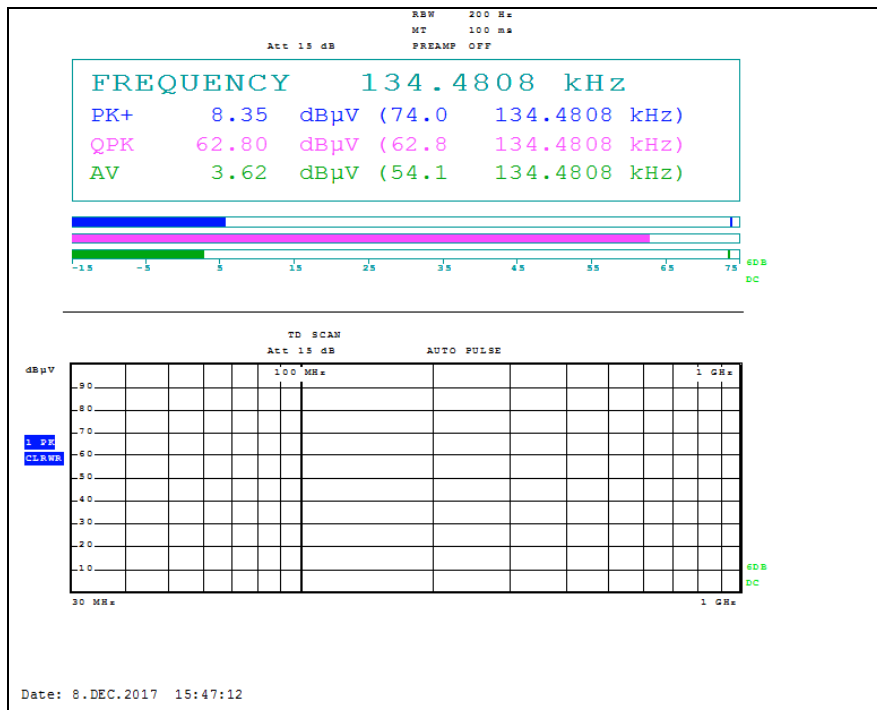 RBW 200 Hz
MT 100 ms
Att 15 dB PREAMP OFF
FREQUENCY 134.4808 kHz
PK+ 8.35 dBµV (74.0 134.4808 kHz)
QPK 62.80 dBµV (62.8 134.4808 kHz)
AV 3.62 dBµV (54.1 134.4808 kHz)
-15 -5 5 15 25 35 45 55 65 75
6DB
DC
TD SCAN
Att 15 dB AUTO PULSE
dBµV
100 MHz 1 GHz
90
80
70
1 PK
60
CLRWR
50
40
30
20
10
6DB
DC
30 MHz 1 GHz
Date: 8.DEC.2017 15:47:12